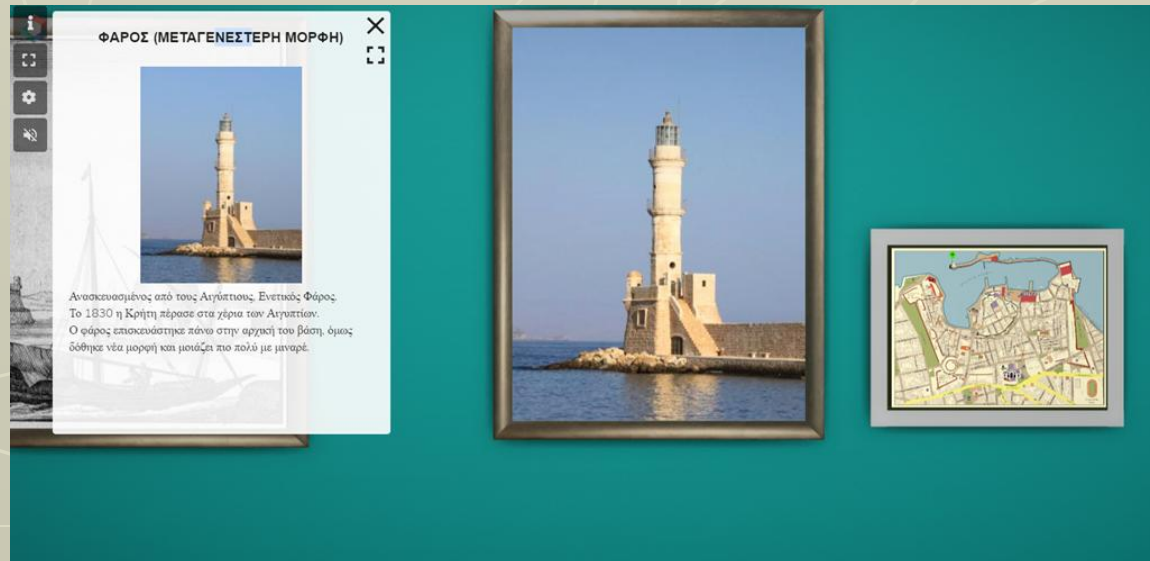 ΦΑΡΟΣ (ΜΕΤΑΓΕΝΕΣΤΕΡΗ ΜΟΡΦΗ)
Ανασκευασμένος από τους Αιγύπτιους, Ενετικός Φάρος.
Το 1830 η Κρήτη πέρασε στα χέρια των Αιγυπτίων.
Ο φάρος επισκευάστηκε πάνω στην αρχική του βάση, όμως
δόθηκε νέα μορφή και μοιάζει πιο πολύ με μιναρέ.